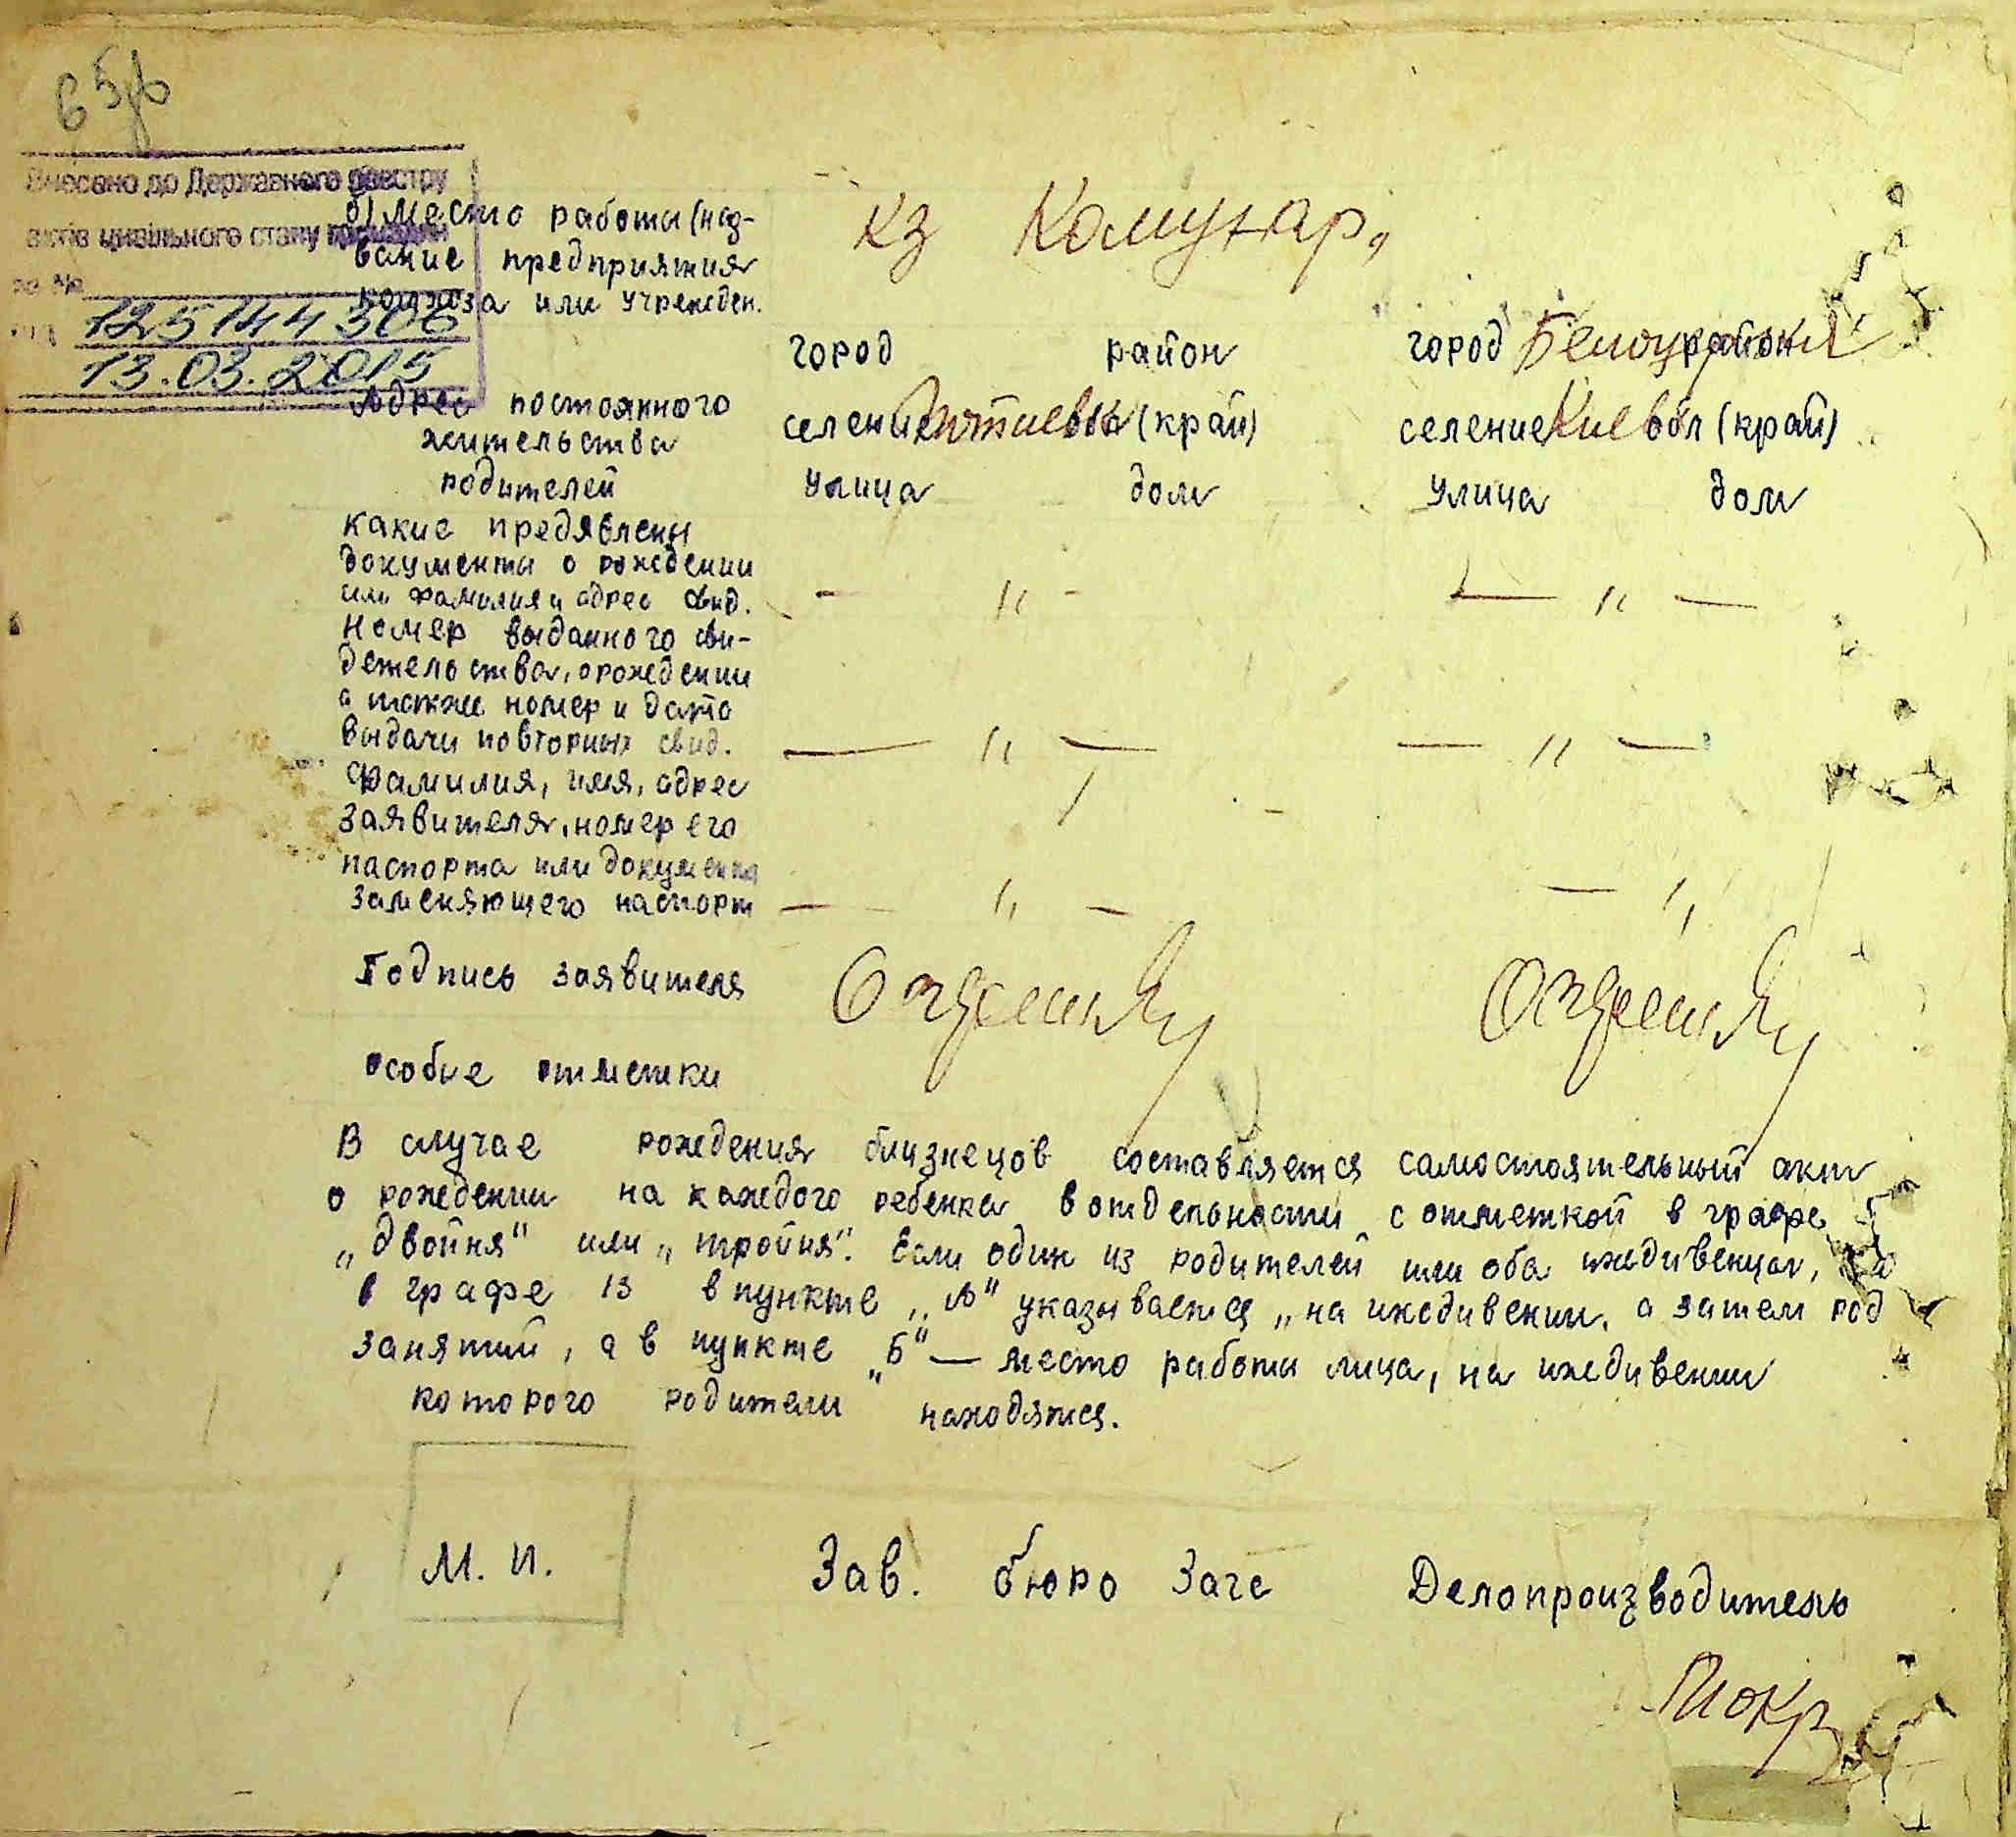 65
Внесено до Державного реєстру
актів цивільного стану громадян
за №
125144306
13.03.2015
б) Место работы (наз-
вание предприятия
колхоза или учрежден.
кз Комунар,
город район город район
Адрес постоянного
жительства
родителей
селение обл (край) селение Киев обл (край)
улица дом улица дом
какие предявлены
документы о рождении
или фамилия и адрес свид.
— " — — " —
Номер выданного сви-
детельства, о рождении
а также номер и дата
выдачи повторных свид.
— " — — " —
Фамилия, имя, адрес
заявителя, номер его
паспорта или документа
заменяющего паспорт
— " — — "
Подпись заявителя
особые отметки
В случае рождения близнецов составляется самостоятельный акт
о рождении на каждого ребенка в отдельности с отметкой в графе
„двойня" или „тройня". Если один из родителей или оба иждивенцы,
в графе 13 в пункте „А" указывается „на иждивении, а затем род
занятий, а в пункте „Б" — место работы лица, на иждивении
которого родители находятся.
М. П.
Зав. бюро Загс Делопроизводитель